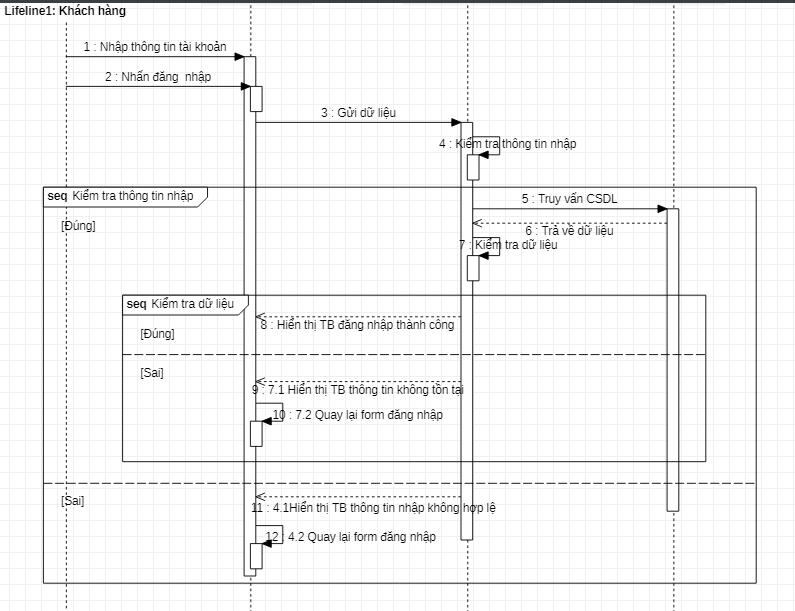 Lifeline1: Khách hàng
1 : Nhập thông tin tài khoản
2 : Nhấn đăng nhập
3 : Gửi dữ liệu
4 : Kiểm tra thông tin nhập
seq Kiểm tra thông tin nhập
5 : Truy vấn CSDL
[Đúng]
6 : Trả về dữ liệu
7 : Kiểm tra dữ liệu
seq Kiểm tra dữ liệu
8 : Hiển thị TB đăng nhập thành công
[Đúng]
[Sai]
9 : 7.1 Hiển thị TB thông tin không tồn tại
10 : 7.2 Quay lại form đăng nhập
[Sai]
11 : 4.1Hiển thị TB thông tin nhập không hợp lệ
12 : 4.2 Quay lại form đăng nhập